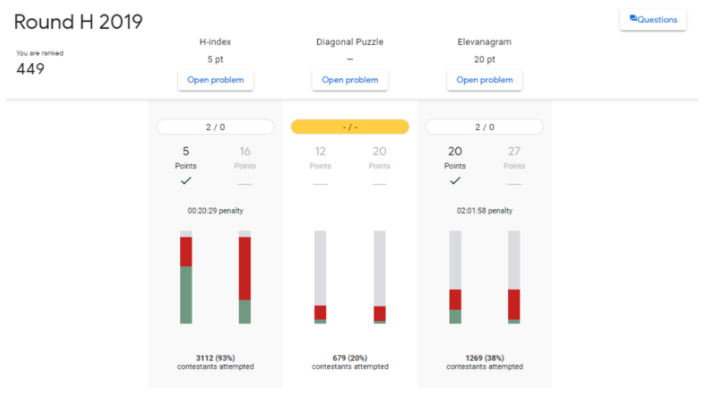 Round H 2019
Questions
You are ranked
449
H-index
5 pt
Open problem
Diagonal Puzzle
—
Open problem
Elevanagram
20 pt
Open problem
2 / 0
5 16
Points Points
00:20:29 penalty
3112 (93%)
contestants attempted
- / -
12 20
Points Points
679 (20%)
contestants attempted
2 / 0
20 27
Points Points
02:01:58 penalty
1269 (38%)
contestants attempted